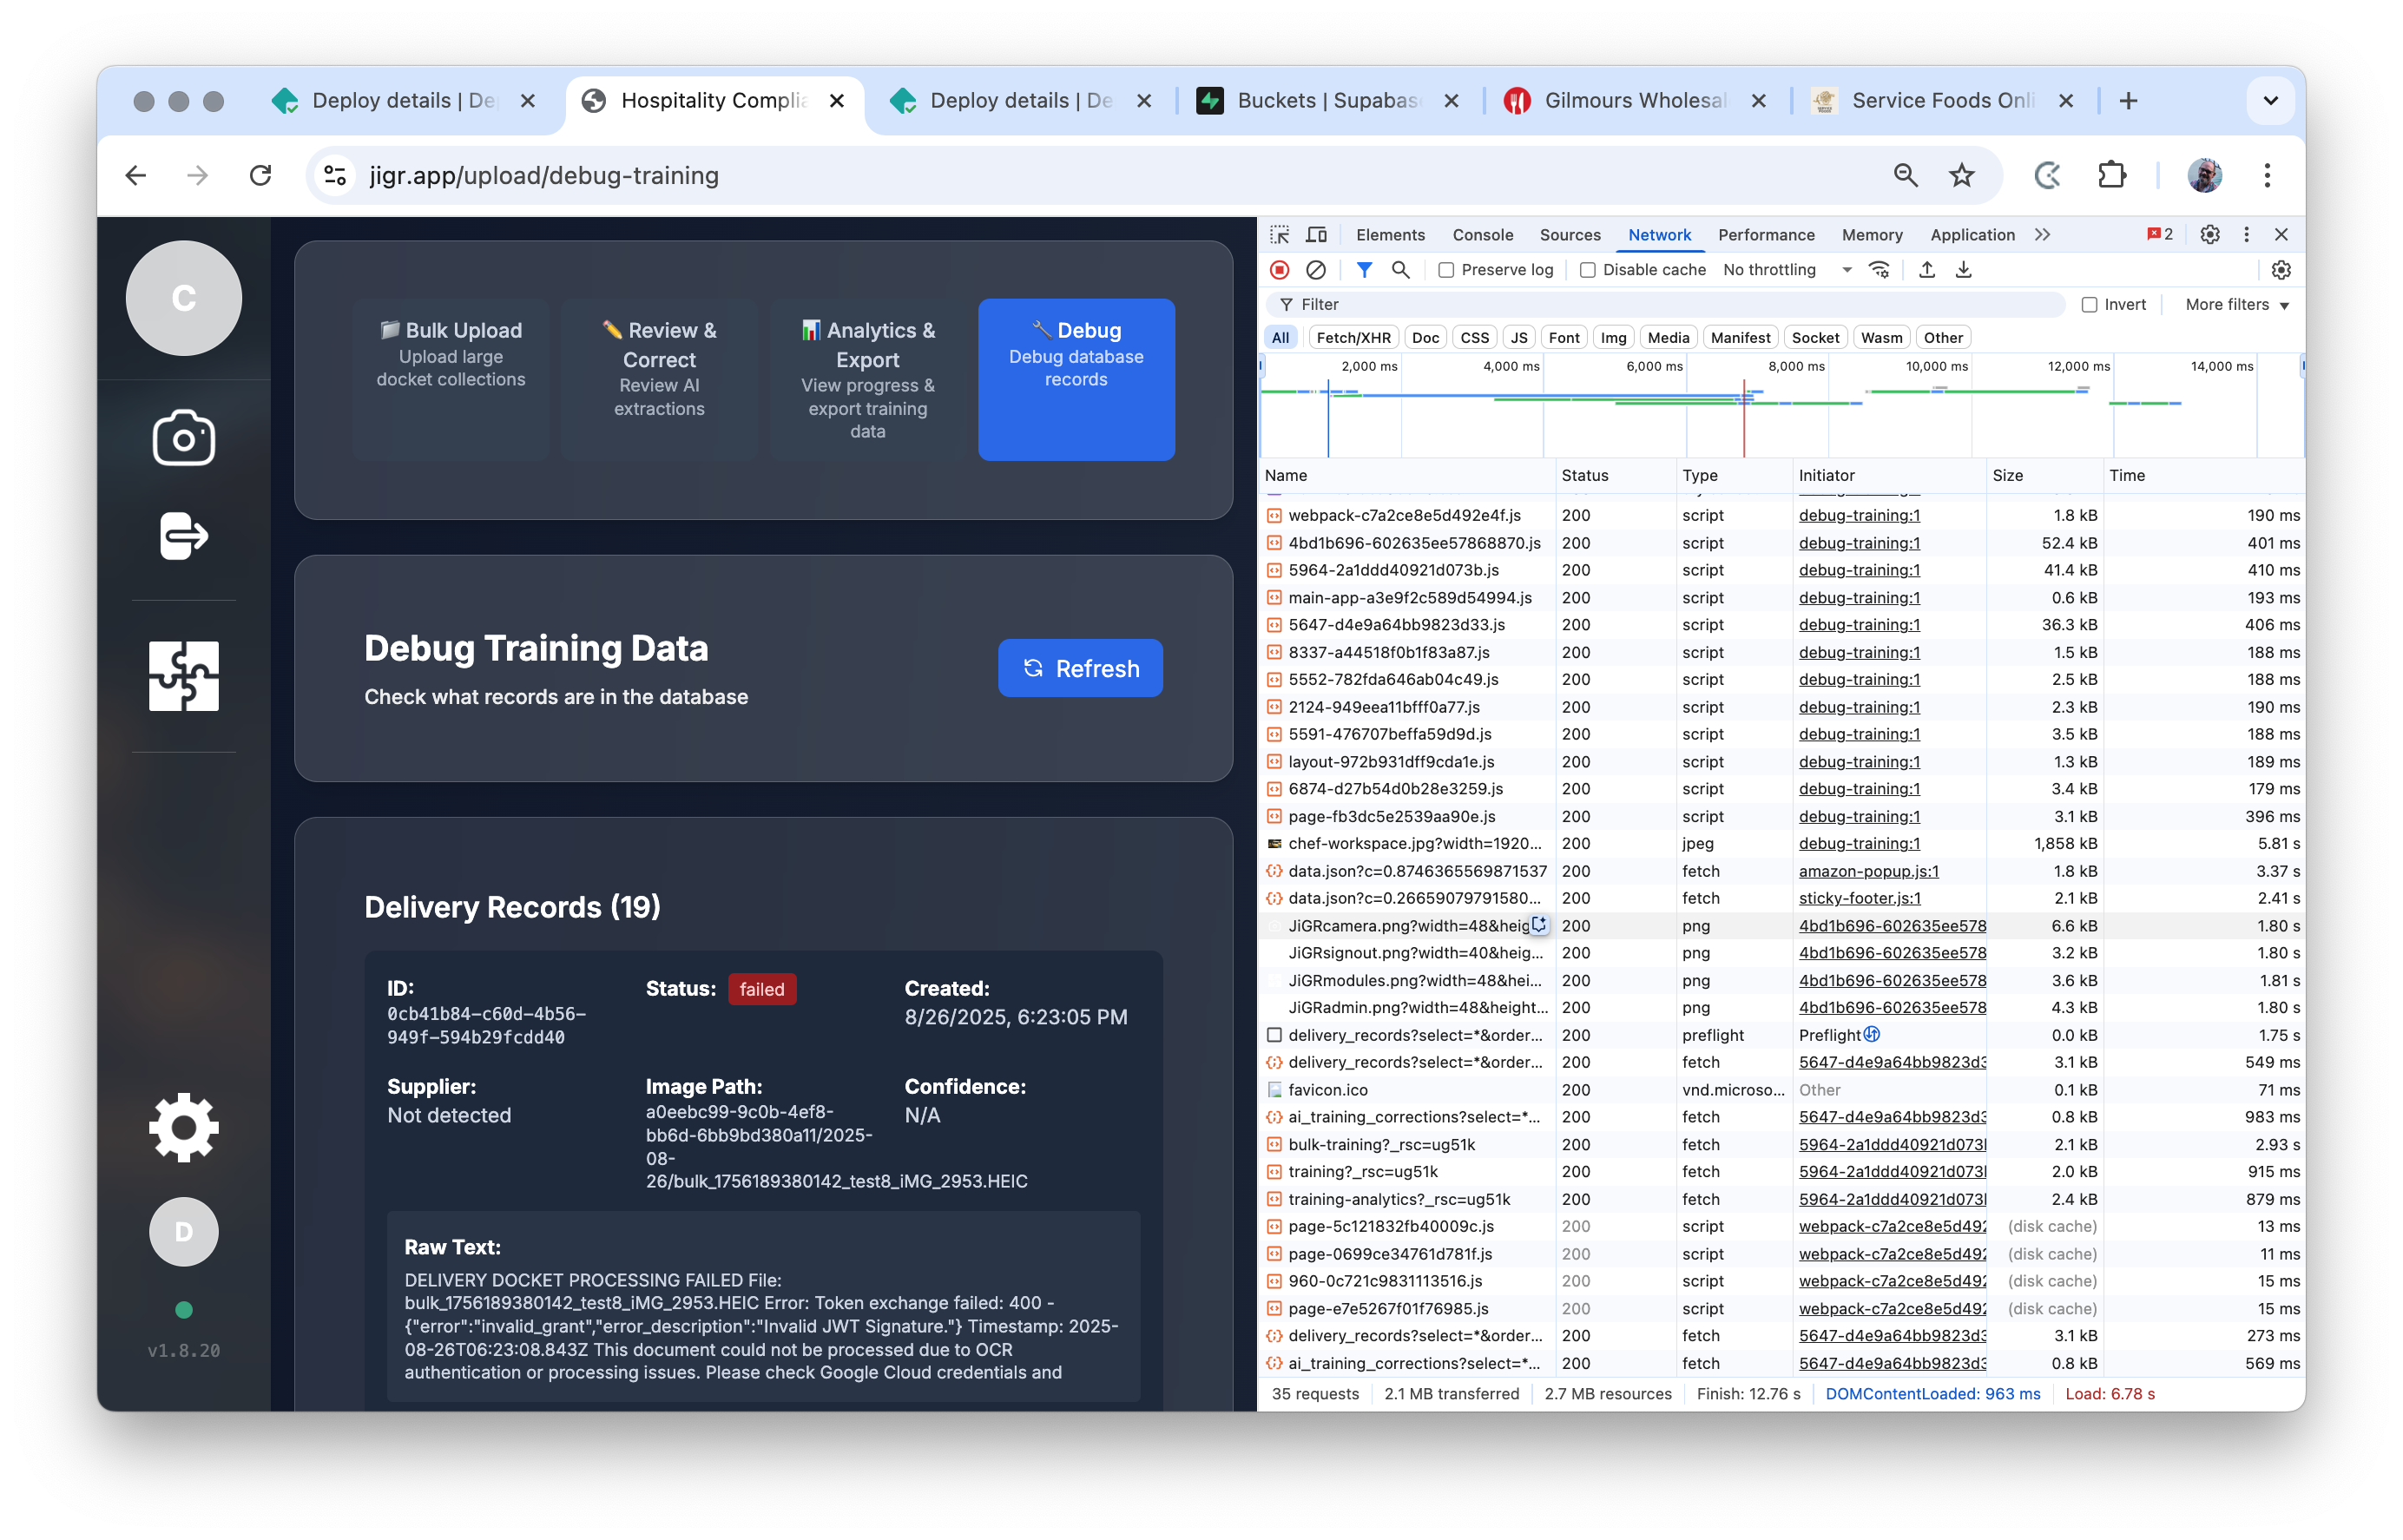 Deploy details | De
Hospitality Complia
Deploy details | De
Buckets | Supabas
Gilmours Wholesal
Service Foods Onli
jigr.app/upload/debug-training
C
D
v1.8.20
📁 Bulk Upload
Upload large
docket collections
✏️ Review &
Correct
Review AI
extractions
📊 Analytics &
Export
View progress &
export training
data
🔧 Debug
Debug database
records
Debug Training Data
Check what records are in the database
Refresh
Delivery Records (19)
ID:
0cb41b84-c60d-4b56-
949f-594b29fcdd40
Status: failed
Created:
8/26/2025, 6:23:05 PM
Supplier:
Not detected
Image Path:
a0eebc99-9c0b-4ef8-
bb6d-6bb9bd380a11/2025-
08-
26/bulk_1756189380142_test8_iMG_2953.HEIC
Confidence:
N/A
Raw Text:
DELIVERY DOCKET PROCESSING FAILED File:
bulk_1756189380142_test8_iMG_2953.HEIC Error: Token exchange failed: 400 -
{"error":"invalid_grant","error_description":"Invalid JWT Signature."} Timestamp: 2025-
08-26T06:23:08.843Z This document could not be processed due to OCR
authentication or processing issues. Please check Google Cloud credentials and
Elements Console Sources Network Performance Memory Application 2
Preserve log Disable cache No throttling
Filter Invert More filters
All Fetch/XHR Doc CSS JS Font Img Media Manifest Socket Wasm Other
2,000 ms 4,000 ms 6,000 ms 8,000 ms 10,000 ms 12,000 ms 14,000 ms
Name Status Type Initiator Size Time
webpack-c7a2ce8e5d492e4f.js 200 script debug-training:1 1.8 kB 190 ms
4bd1b696-602635ee57868870.js 200 script debug-training:1 52.4 kB 401 ms
5964-2a1ddd40921d073b.js 200 script debug-training:1 41.4 kB 410 ms
main-app-a3e9f2c589d54994.js 200 script debug-training:1 0.6 kB 193 ms
5647-d4e9a64bb9823d33.js 200 script debug-training:1 36.3 kB 406 ms
8337-a44518f0b1f83a87.js 200 script debug-training:1 1.5 kB 188 ms
5552-782fda646ab04c49.js 200 script debug-training:1 2.5 kB 188 ms
2124-949eea11bfff0a77.js 200 script debug-training:1 2.3 kB 190 ms
5591-476707beffa59d9d.js 200 script debug-training:1 3.5 kB 188 ms
layout-972b931dff9cda1e.js 200 script debug-training:1 1.3 kB 189 ms
6874-d27b54d0b28e3259.js 200 script debug-training:1 3.4 kB 179 ms
page-fb3dc5e2539aa90e.js 200 script debug-training:1 3.1 kB 396 ms
chef-workspace.jpg?width=1920... 200 jpeg debug-training:1 1,858 kB 5.81 s
data.json?c=0.8746365569871537 200 fetch amazon-popup.js:1 1.8 kB 3.37 s
data.json?c=0.26659079791580... 200 fetch sticky-footer.js:1 2.1 kB 2.41 s
JiGRcamera.png?width=48&heig 200 png 4bd1b696-602635ee578 6.6 kB 1.80 s
JiGRsignout.png?width=40&heig... 200 png 4bd1b696-602635ee578 3.2 kB 1.80 s
JiGRmodules.png?width=48&hei... 200 png 4bd1b696-602635ee578 3.6 kB 1.81 s
JiGRadmin.png?width=48&height... 200 png 4bd1b696-602635ee578 4.3 kB 1.80 s
delivery_records?select=*&order... 200 preflight Preflight 0.0 kB 1.75 s
delivery_records?select=*&order... 200 fetch 5647-d4e9a64bb9823d3 3.1 kB 549 ms
favicon.ico 200 vnd.microso... Other 0.1 kB 71 ms
ai_training_corrections?select=*... 200 fetch 5647-d4e9a64bb9823d3 0.8 kB 983 ms
bulk-training?_rsc=ug51k 200 fetch 5964-2a1ddd40921d073 2.1 kB 2.93 s
training?_rsc=ug51k 200 fetch 5964-2a1ddd40921d073 2.0 kB 915 ms
training-analytics?_rsc=ug51k 200 fetch 5964-2a1ddd40921d073 2.4 kB 879 ms
page-5c121832fb40009c.js 200 script webpack-c7a2ce8e5d492 (disk cache) 13 ms
page-0699ce34761d781f.js 200 script webpack-c7a2ce8e5d492 (disk cache) 11 ms
960-0c721c9831113516.js 200 script webpack-c7a2ce8e5d492 (disk cache) 15 ms
page-e7e5267f01f76985.js 200 script webpack-c7a2ce8e5d492 (disk cache) 15 ms
delivery_records?select=*&order... 200 fetch 5647-d4e9a64bb9823d3 3.1 kB 273 ms
ai_training_corrections?select=*... 200 fetch 5647-d4e9a64bb9823d3 0.8 kB 569 ms
35 requests 2.1 MB transferred 2.7 MB resources Finish: 12.76 s DOMContentLoaded: 963 ms Load: 6.78 s